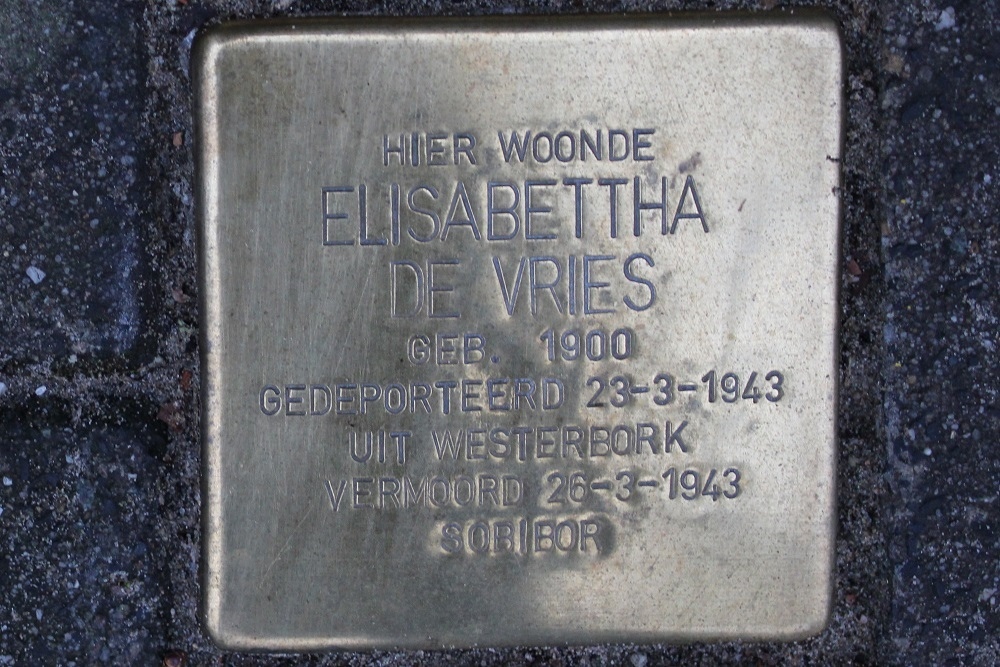 HIER WOONDE
ELISABETTHA
DE VRIES
GEB. 1900
GEDEPORTEERD 23-3-1943
UIT WESTERBORK
VERMOORD 26-3-1943
SOBIBOR